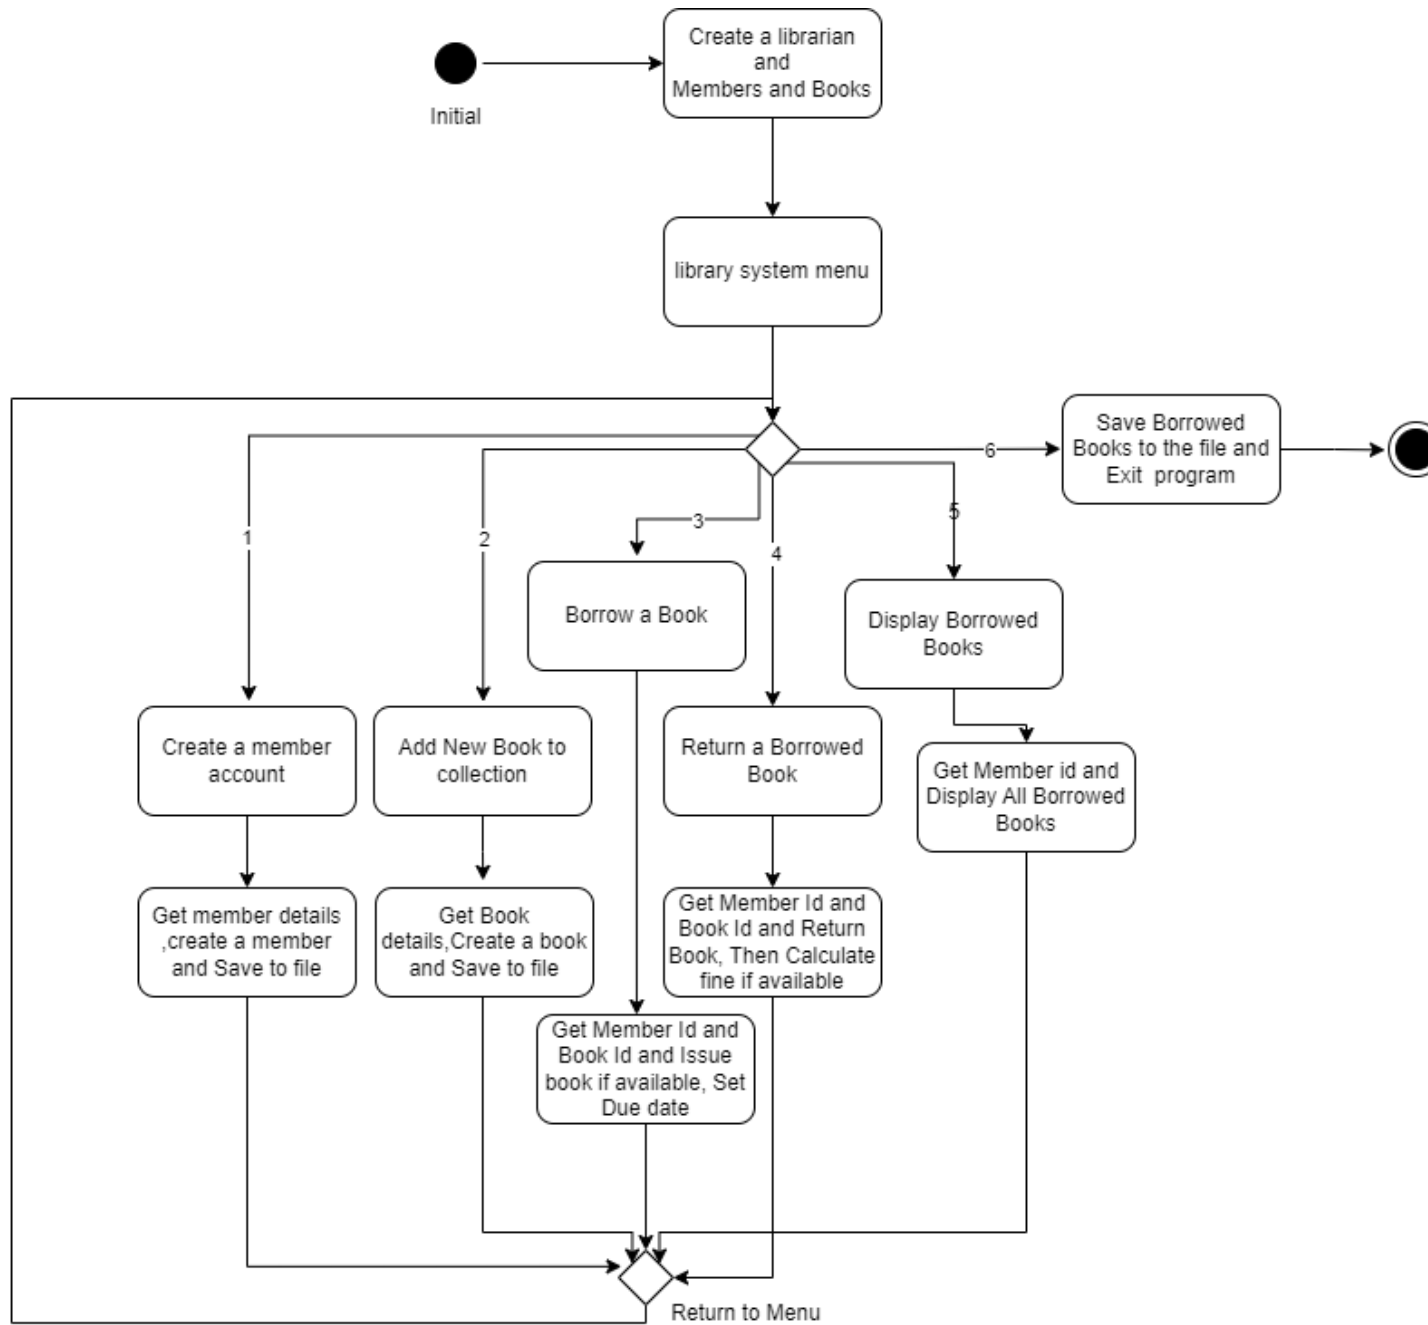 Create a librarian
and
Members and Books
Initial
library system menu
Save Borrowed
Books to the file and
Exit program
6
5
3
1
2
4
Borrow a Book
Display Borrowed
Books
Create a member
account
Add New Book to
collection
Return a Borrowed
Book
Get Member id and
Display All Borrowed
Books
Get member details
,create a member
and Save to file
Get Book
details,Create a book
and Save to file
Get Member Id and
Book Id and Return
Book, Then Calculate
fine if available
Get Member Id and
Book Id and Issue
book if available, Set
Due date
Return to Menu